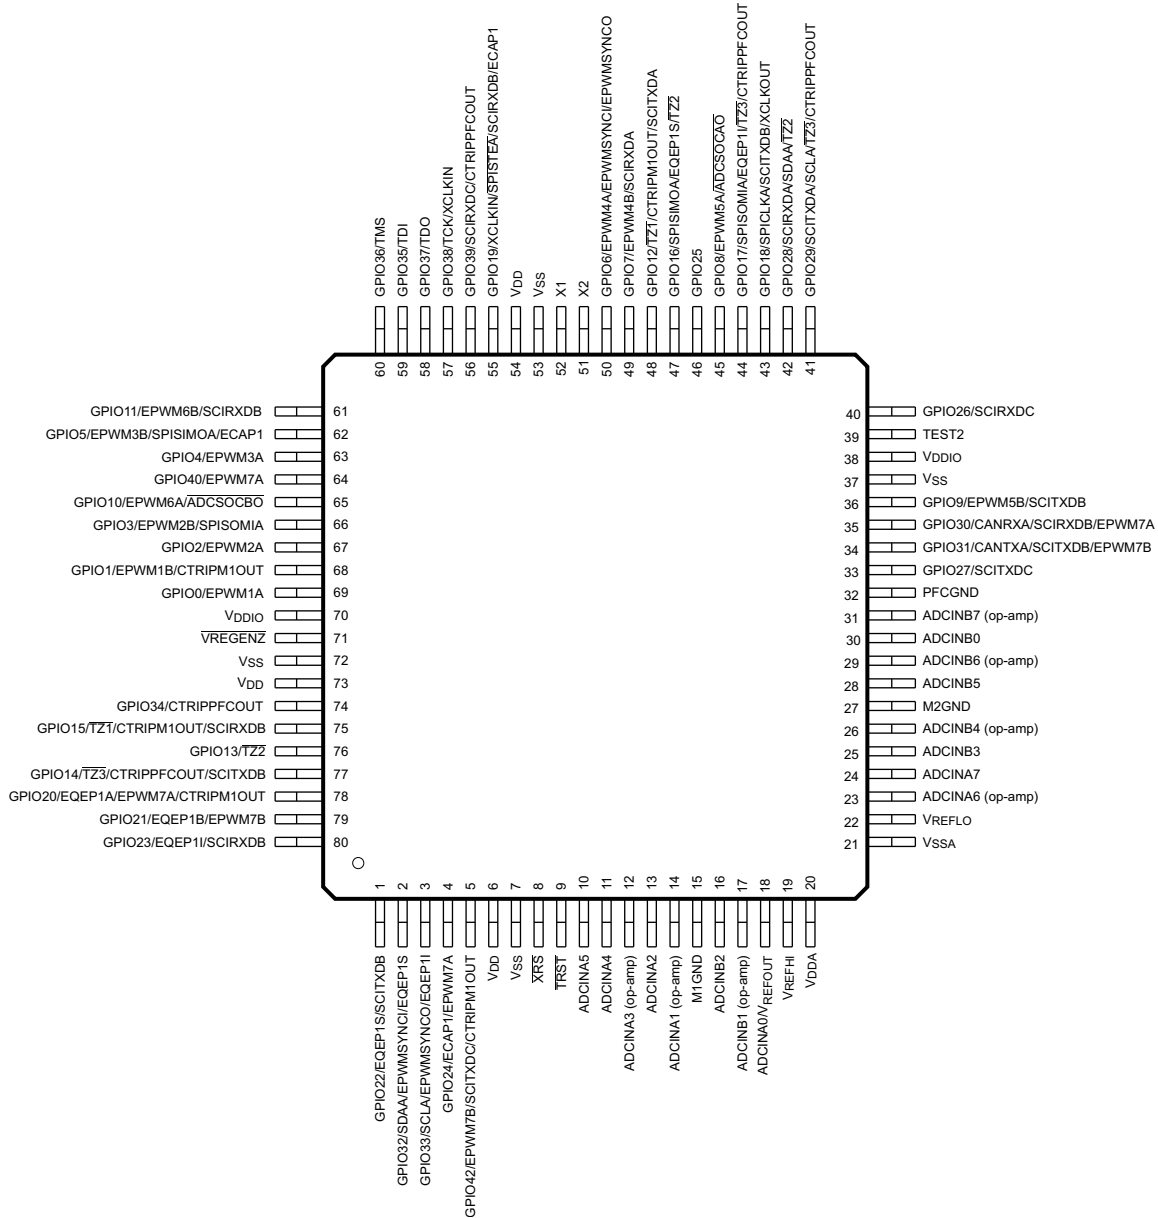 GPIO36/TMS
GPIO35/TDI
GPIO37/TDO
GPIO38/TCK/XCLKIN
GPIO39/SCIRXDC/CTRIPPFCOUT
GPIO19/XCLKIN/SPISTEA/SCIRXDB/ECAP1
VDD
VSS
X1
X2
GPIO6/EPWM4A/EPWMSYNCI/EPWMSYNCO
GPIO7/EPWM4B/SCIRXDA
GPIO12/TZ1/CTRIPM1OUT/SCITXDA
GPIO16/SPISIMOA/EQEP1S/TZ2
GPIO25
GPIO8/EPWM5A/ADCSOCAO
GPIO17/SPISOMIA/EQEP1I/TZ3/CTRIPPFCOUT
GPIO18/SPICLKA/SCITXDB/XCLKOUT
GPIO28/SCIRXDA/SDAA/TZ2
GPIO29/SCITXDA/SCLA/TZ3/CTRIPPFCOUT
60
59
58
57
56
55
54
53
52
51
50
49
48
47
46
45
44
43
42
41
GPIO11/EPWM6B/SCIRXDB 61
GPIO5/EPWM3B/SPISIMOA/ECAP1 62
GPIO4/EPWM3A 63
GPIO40/EPWM7A 64
GPIO10/EPWM6A/ADCSOCBO 65
GPIO3/EPWM2B/SPISOMIA 66
GPIO2/EPWM2A 67
GPIO1/EPWM1B/CTRIPM1OUT 68
GPIO0/EPWM1A 69
VDDIO 70
VREGENZ 71
VSS 72
VDD 73
GPIO34/CTRIPPFCOUT 74
GPIO15/TZ1/CTRIPM1OUT/SCIRXDB 75
GPIO13/TZ2 76
GPIO14/TZ3/CTRIPPFCOUT/SCITXDB 77
GPIO20/EQEP1A/EPWM7A/CTRIPM1OUT 78
GPIO21/EQEP1B/EPWM7B 79
GPIO23/EQEP1I/SCIRXDB 80
40 GPIO26/SCIRXDC
39 TEST2
38 VDDIO
37 VSS
36 GPIO9/EPWM5B/SCITXDB
35 GPIO30/CANRXA/SCIRXDB/EPWM7A
34 GPIO31/CANTXA/SCITXDB/EPWM7B
33 GPIO27/SCITXDC
32 PFCGND
31 ADCINB7 (op-amp)
30 ADCINB0
29 ADCINB6 (op-amp)
28 ADCINB5
27 M2GND
26 ADCINB4 (op-amp)
25 ADCINB3
24 ADCINA7
23 ADCINA6 (op-amp)
22 VREFLO
21 VSSA
1
2
3
4
5
6
7
8
9
10
11
12
13
14
15
16
17
18
19
20
GPIO22/EQEP1S/SCITXDB
GPIO32/SDAA/EPWMSYNCI/EQEP1S
GPIO33/SCLA/EPWMSYNCO/EQEP1I
GPIO24/ECAP1/EPWM7A
GPIO42/EPWM7B/SCITXDC/CTRIPM1OUT
VDD
VSS
XRS
TRST
ADCINA5
ADCINA4
ADCINA3 (op-amp)
ADCINA2
ADCINA1 (op-amp)
M1GND
ADCINB2
ADCINB1 (op-amp)
ADCINA0/VREFOUT
VREFHI
VDDA